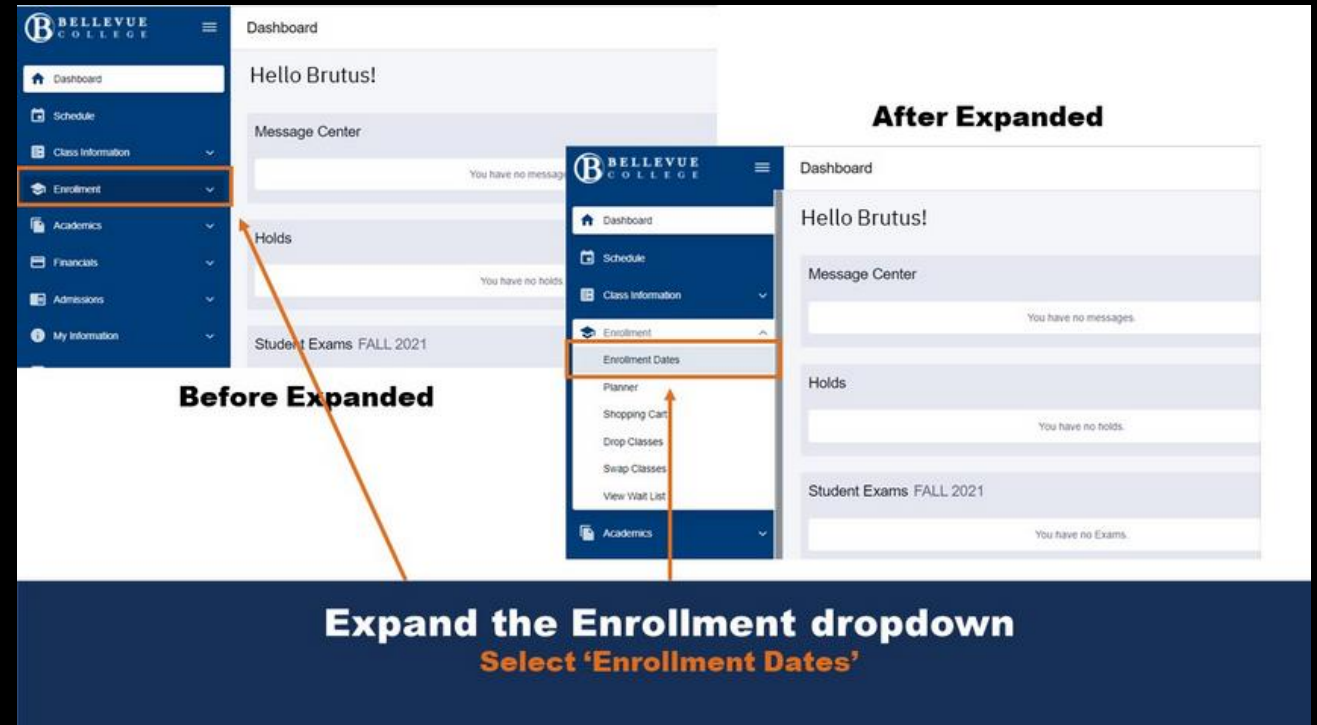 BELLEVUE
COLLEGE
Dashboard
Dashboard
Schedule
Class Information
Enrollment
Academics
Financials
Admissions
My Information
Hello Brutus!
Message Center
You have no
Holds
You have no holds
Student Exams FALL 2021
Before Expanded
After Expanded
BELLEVUE
COLLEGE
Dashboard
Dashboard
Schedule
Class Information
Enrollment
Enrollment Dates
Planner
Shopping Cart
Drop Classes
Swap Classes
View Wait List
Academics
Hello Brutus!
Message Center
You have no messages.
Holds
You have no holds.
Student Exams FALL 2021
You have no Exams.
Expand the Enrollment dropdown
Select ‘Enrollment Dates’